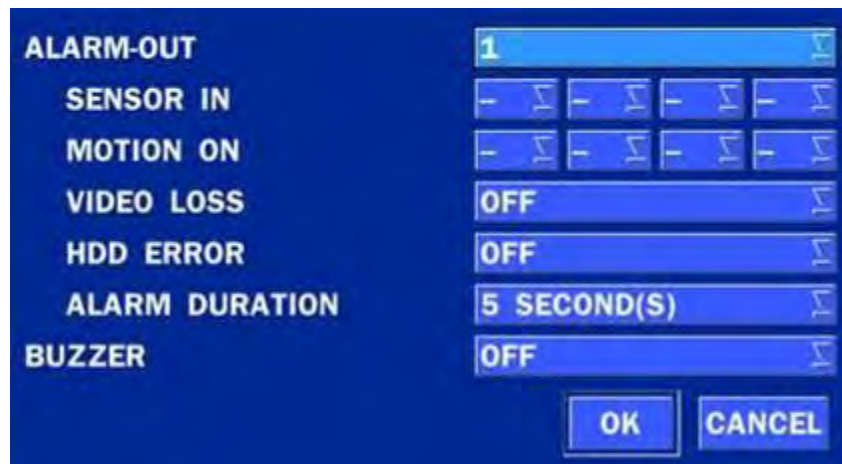 ALARM-OUT 1
SENSOR IN - - - -
MOTION ON - - - -
VIDEO LOSS OFF
HDD ERROR OFF
ALARM DURATION 5 SECOND(S)
BUZZER OFF
OK CANCEL